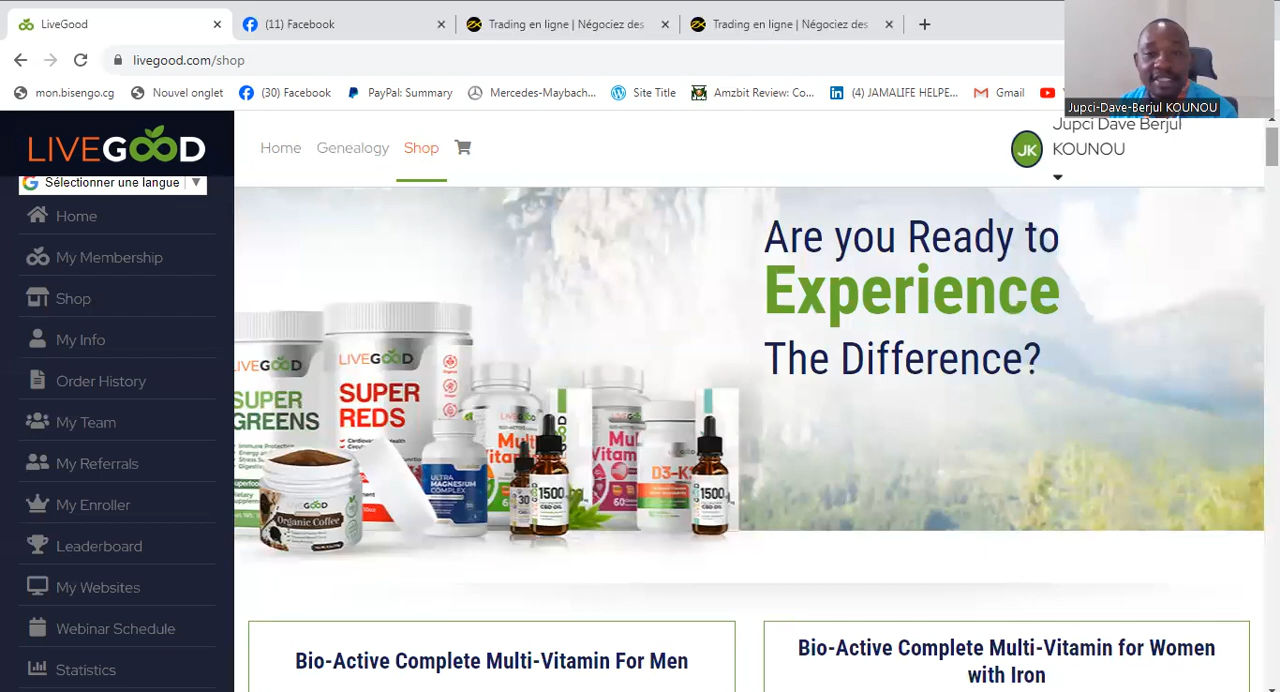 LiveGood
(11) Facebook
Trading en ligne | Négociez des
Trading en ligne | Négociez des
livegood.com/shop
mon.bisengo.cg
Nouvel onglet
(30) Facebook
PayPal: Summary
Mercedes-Maybach...
Site Title
Amzbit Review: Co...
(4) JAMALIFE HELPE...
Gmail
Jupci-Dave-Berjul KOUNOU
LIVEGOOD
Sélectionner une langue
Home
My Membership
Shop
My Info
Order History
My Team
My Referrals
My Enroller
Leaderboard
My Websites
Webinar Schedule
Statistics
Home
Genealogy
Shop
JK
Jupci Dave Berjul
KOUNOU
Are you Ready to
Experience
The Difference?
LIVEGOOD
SUPER
GREENS
LIVEGOOD
SUPER
REDS
GOOD
Organic Coffee
ULTRA
MAGNESIUM
COMPLEX
1500
D3-K
1500
Bio-Active Complete Multi-Vitamin For Men
Bio-Active Complete Multi-Vitamin for Women
with Iron